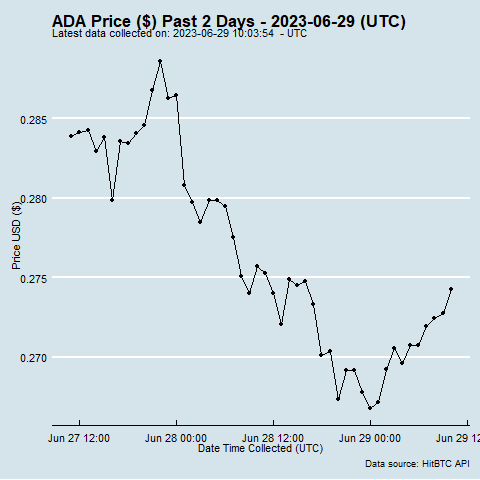 ADA Price ($) Past 2 Days - 2023-06-29 (UTC)
Latest data collected on: 2023-06-29 10:03:54 - UTC
0.285
0.280
0.275
0.270
Price USD ($)
Jun 27 12:00 Jun 28 00:00 Jun 28 12:00 Jun 29 00:00 Jun 29 12
Date Time Collected (UTC)
Data source: HitBTC API